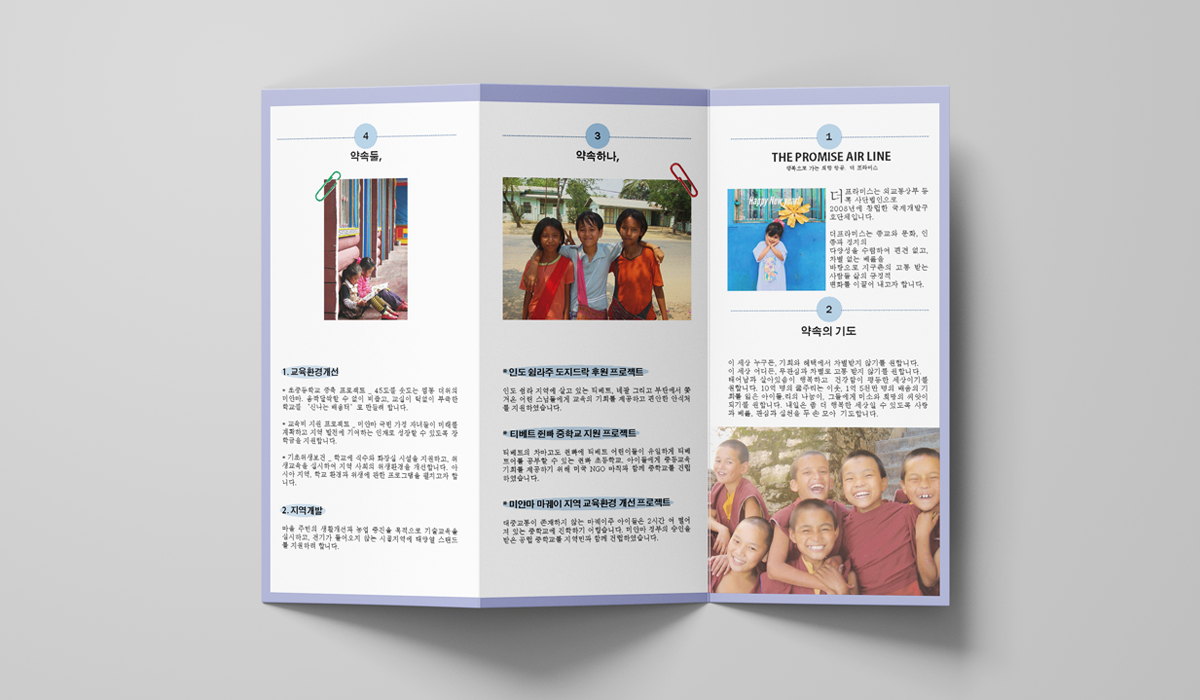 4
약속둘,
1. 교육환경개선
* 초중등학교 증축 프로젝트 _ 45도를 웃도는 찜통 더위의
미얀마, 움짝달싹할 수 없이 비좁고, 교실이 턱없이 부족한
학교를 '신나는 배움터' 로 만들려 합니다.
* 교육비 지원 프로젝트 _ 미얀마 극빈 가정 자녀들이 미래를
계획하고 지역 발전에 기여하는 인재로 성장할 수 있도록 장
학금을 지원합니다.
* 기초위생보건 _ 학교에 식수와 화장실 시설을 지원하고, 위
생교육을 실시하여 지역 사회의 위생환경을 개선합니다. 아
시아 지역, 학교 환경과 위생에 관한 프로그램을 펼치고자 합니
다.
2. 지역개발
마을 주민의 생활개선과 농업 증진을 목적으로 기술교육을
실시하고, 전기가 들어오지 않는 시골지역에 태양열 스탠드
를 지원하려 합니다.
3
약속하나,
* 인도 쉼라주 도지드락 후원 프로젝트
인도 쉼라 지역에 살고 있는 티베트, 네팔 그리고 부탄에서 쫓
겨온 어린 스님들에게 교육의 기회를 제공하고 편안한 안식처
를 지원하였습니다.
* 티베트 쥔빠 중학교 지원 프로젝트
티베트의 차마고도 쥔빠에 티베트 어린이들이 유일하게 티베
트어를 공부할 수 있는 쥔빠 초등학교. 아이들에게 중등교육
기회를 제공하기 위해 미국 NGO 마칙과 함께 중학교를 건립
하였습니다.
* 미얀마 마궤이 지역 교육환경 개선 프로젝트
대중교통이 존재하지 않는 마궤이주 아이들은 2시간 여 떨어
져 있는 중학교에 진학하기 어렵습니다. 미얀마 정부의 승인을
받은 공립 중학교를 지역민과 함께 건립하였습니다.
1
THE PROMISE AIR LINE
행복으로 가는 희망 항공 더 프라미스
Happy New
더프라미스는 외교통상부 등
록 사단법인으로
2008년에 창립한 국제개발구
호단체입니다.
더프라미스는 종교와 문화, 인
종과 정치의
다양성을 수렴하여 편견 없고,
차별 없는 베풂을
바탕으로 지구촌의 고통 받는
사람들 삶의 긍정적
변화를 이끌어 내고자 합니다.
2
약속의 기도
이 세상 누구든, 기회와 혜택에서 차별받지 않기를 원합니다.
이 세상 어디든, 무관심과 차별로 고통 받지 않기를 원합니다.
태어남과 살아있음이 행복하고 건강함이 평등한 세상이기를
원합니다. 10억 명의 굶주리는 이웃, 1억 5천만 명의 배움의 기
회를 잃은 아이들. 우리의 나눔이, 그들에게 미소와 희망의 씨앗이
되기를 원합니다. 내일은 좀 더 행복한 세상일 수 있도록 사랑
과 베풂, 관심과 실천을 두 손 모아 기도합니다.